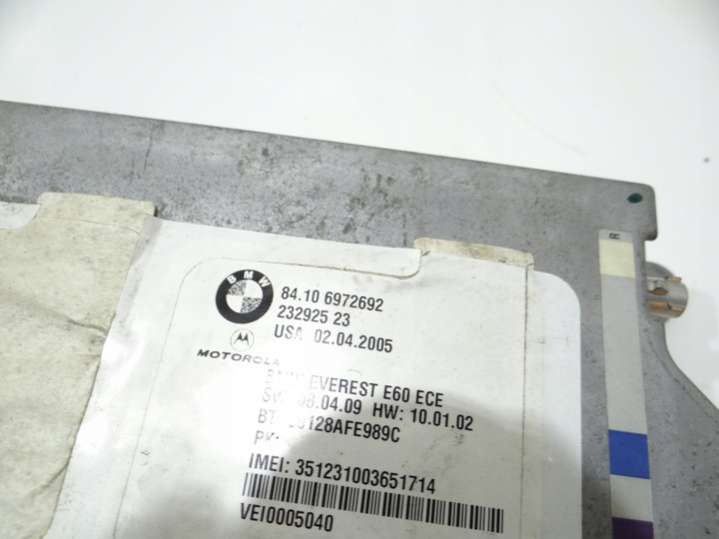 BMW
84.10 6972692
232925 23
USA 02.04.2005
MOTOROLA
EVEREST E60 ECE
HW: 10.01.02
IMEI: 351231003651714
VEI0005040